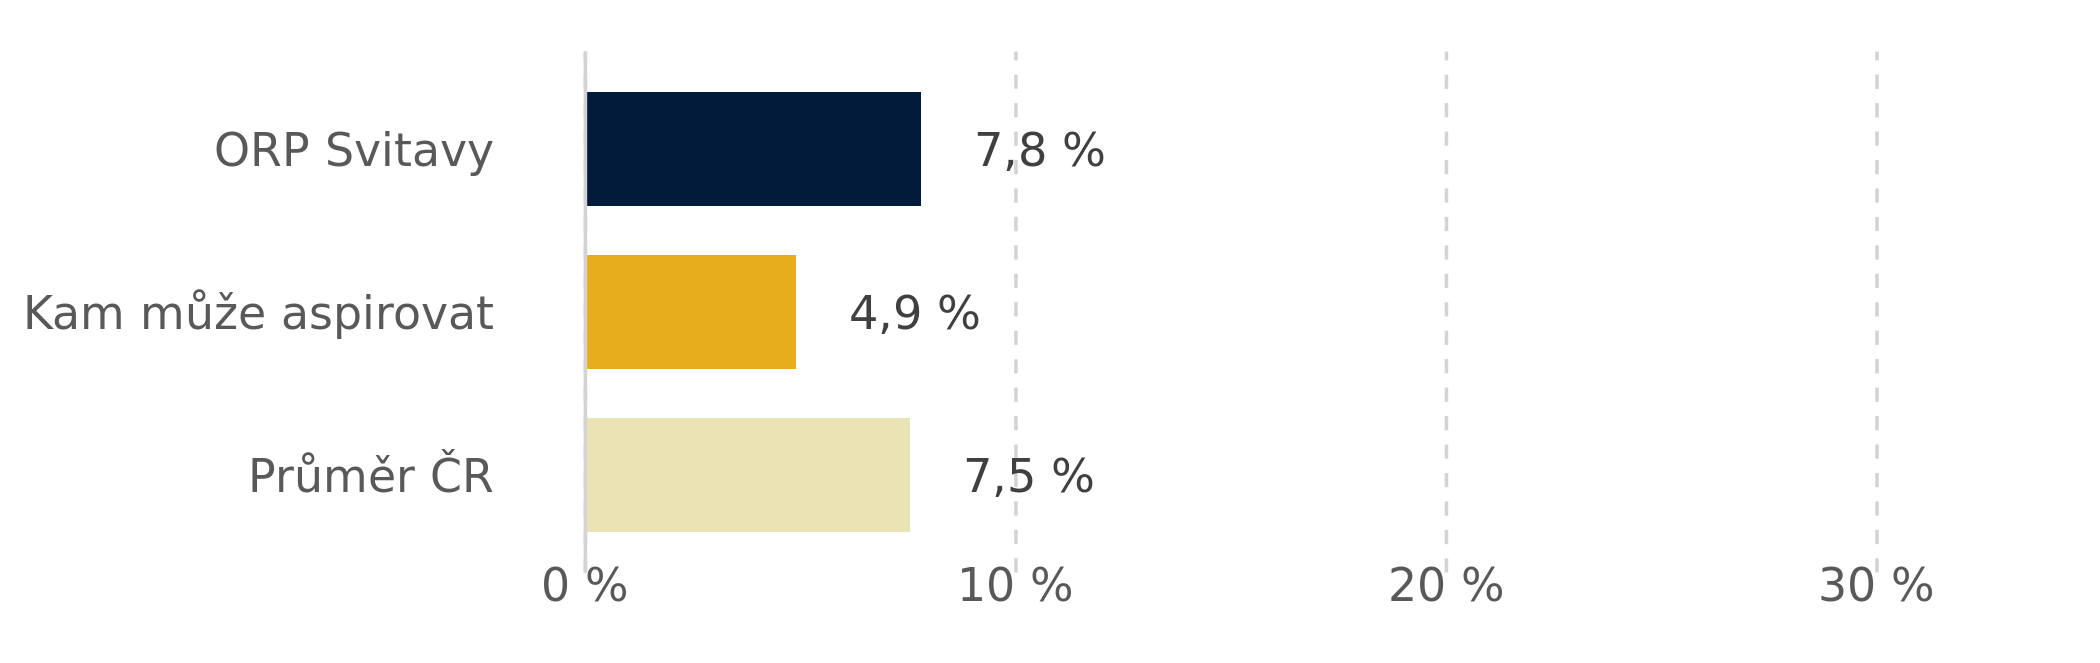 ORP Svitavy 7,8 %
Kam může aspirovat 4,9 %
Průměr ČR 7,5 %
0 % 10 % 20 % 30 %